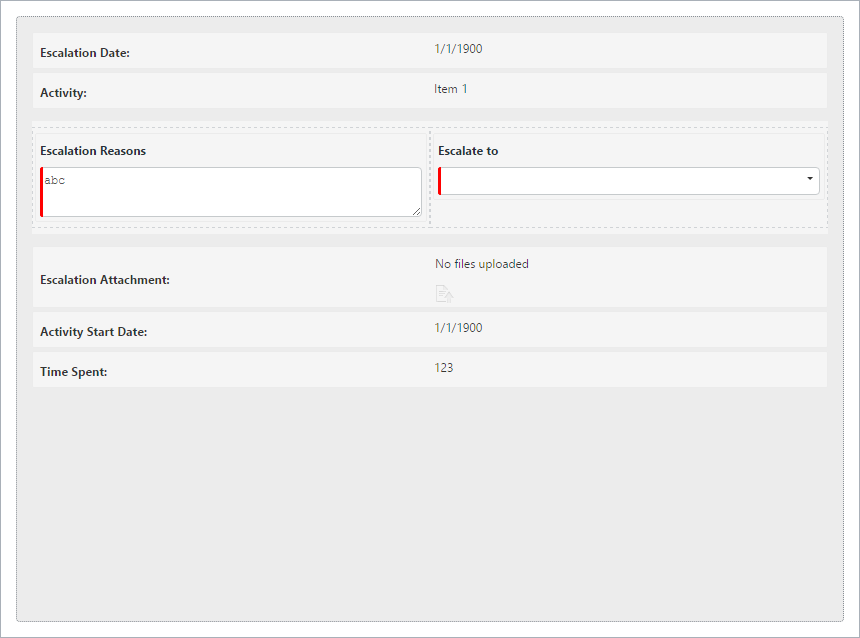 Escalation Date: 1/1/1900
Activity: Item 1
Escalation Reasons Escalate to
abc
Escalation Attachment: No files uploaded
Activity Start Date: 1/1/1900
Time Spent: 123